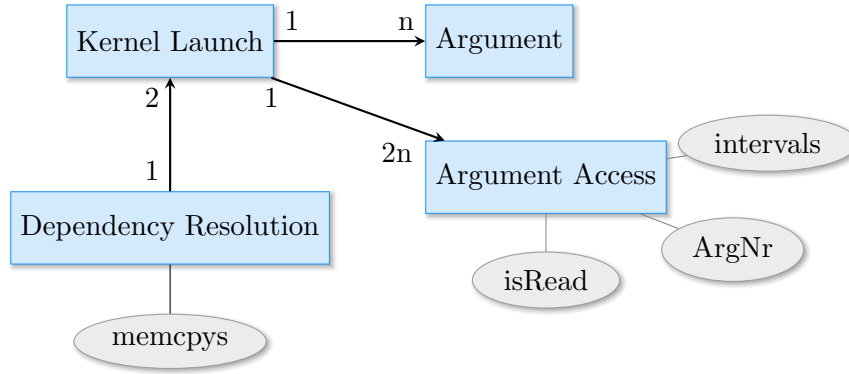 Kernel Launch
1
n
Argument
2
1
1
2n
Argument Access
intervals
ArgNr
isRead
Dependency Resolution
memcpys